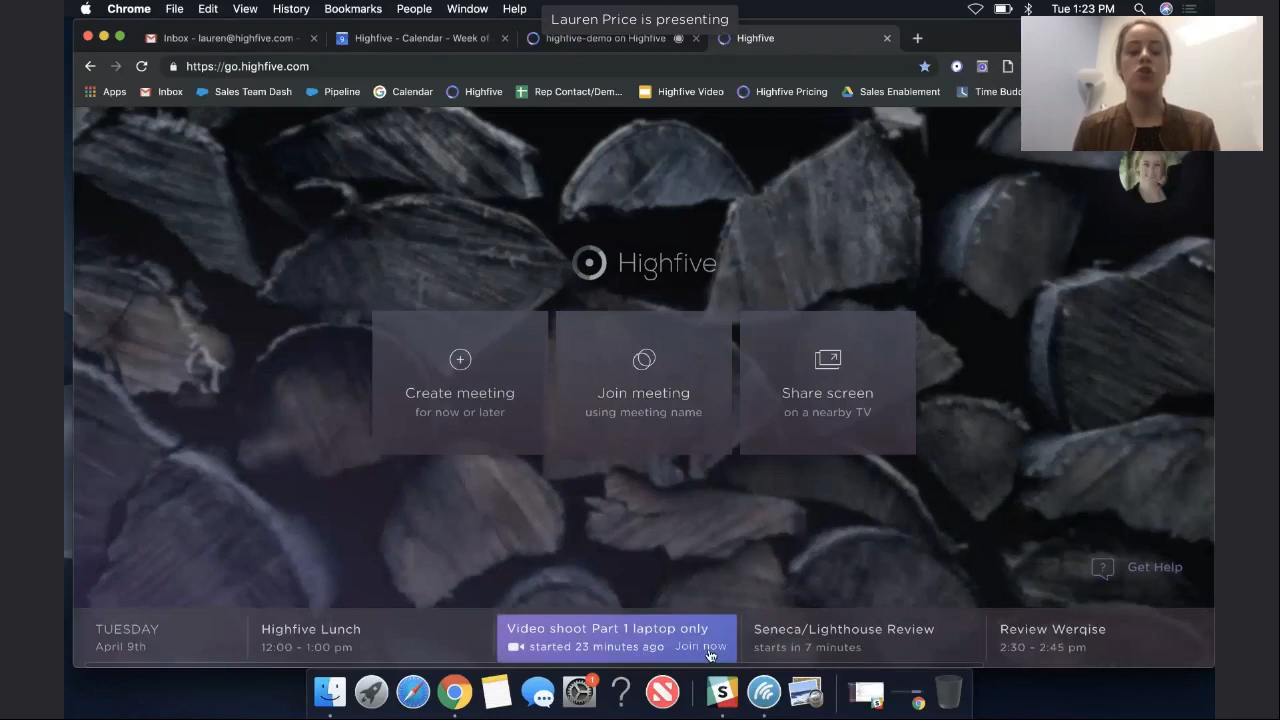 Chrome File Edit View History Bookmarks People Window Help
Tue 1:23 PM
Lauren Price is presenting
Inbox - lauren@highfive.com -
Highfive - Calendar - Week of
highfive-demo on Highfive
Highfive
https://go.highfive.com
Apps
Inbox
Sales Team Dash
Pipeline
Calendar
Highfive
Rep Contact/Dem...
Highfive Video
Highfive Pricing
Sales Enablement
Time Budg
Highfive
Create meeting
for now or later
Join meeting
using meeting name
Share screen
on a nearby TV
Get Help
TUESDAY
April 9th
Highfive Lunch
12:00 - 1:00 pm
Video shoot Part 1 laptop only
started 23 minutes ago Join now
Seneca/Lighthouse Review
starts in 7 minutes
Review Werqise
2:30 - 2:45 pm